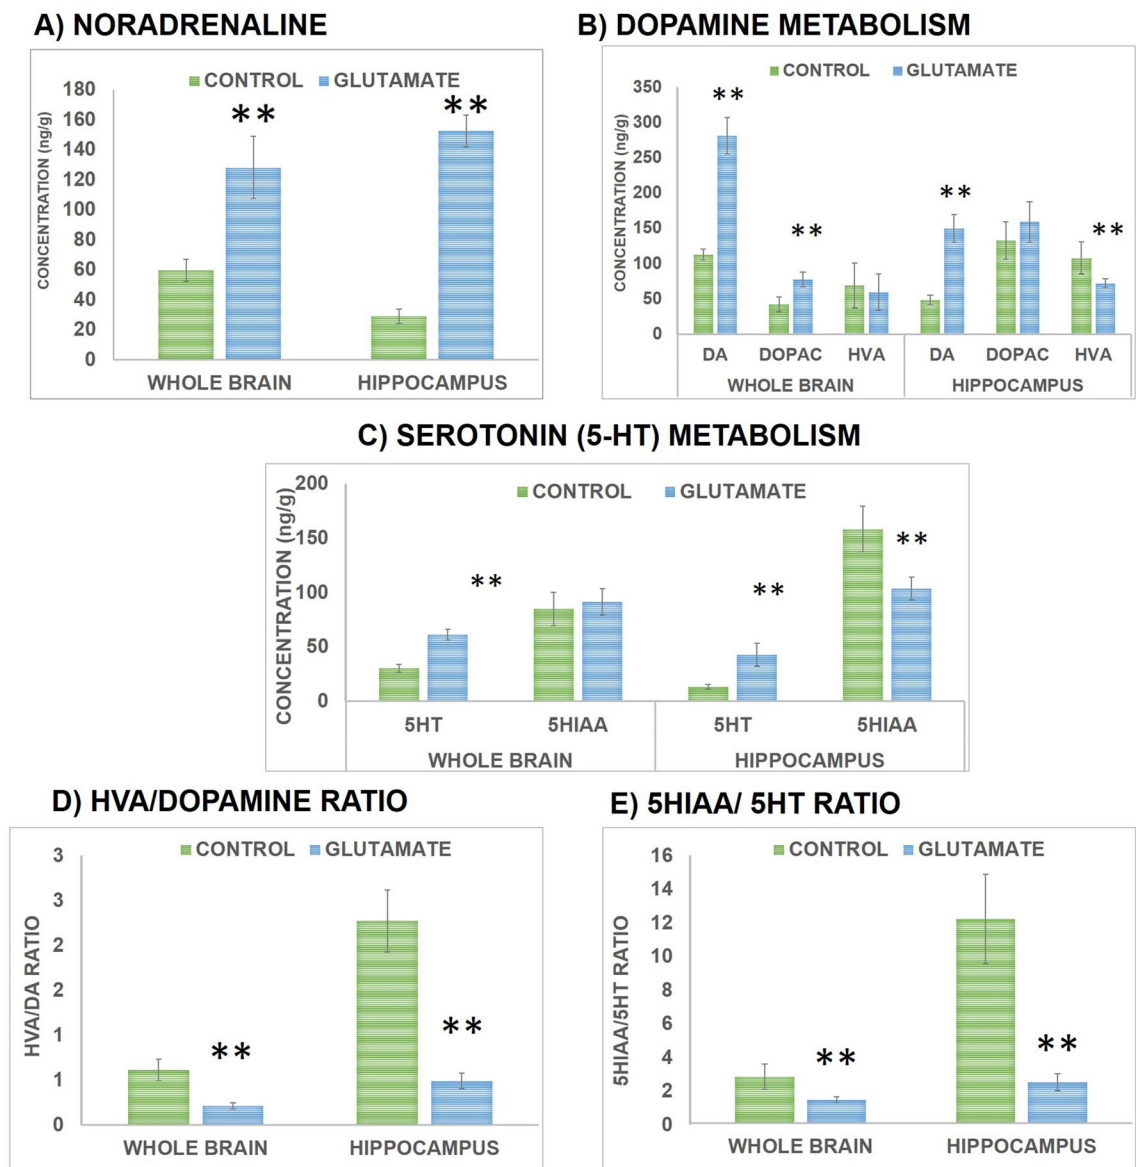 A) NORADRENALINE
CONTROL GLUTAMATE
CONCENTRATION (ng/g)
180
160
140
120
100
80
60
40
20
0
** **
WHOLE BRAIN HIPPOCAMPUS
B) DOPAMINE METABOLISM
CONTROL GLUTAMATE
CONCENTRATION (ng/g)
350
300
250
200
150
100
50
0
** ** ** **
DA DOPAC HVA DA DOPAC HVA
WHOLE BRAIN HIPPOCAMPUS
C) SEROTONIN (5-HT) METABOLISM
CONTROL GLUTAMATE
CONCENTRATION (ng/g)
200
150
100
50
0
** ** **
5HT 5HIAA 5HT 5HIAA
WHOLE BRAIN HIPPOCAMPUS
D) HVA/DOPAMINE RATIO
CONTROL GLUTAMATE
HVA/DA RATIO
3
3
2
2
1
1
0
** **
WHOLE BRAIN HIPPOCAMPUS
E) 5HIAA/ 5HT RATIO
CONTROL GLUTAMATE
5HIAA/5HT RATIO
16
14
12
10
8
6
4
2
0
** **
WHOLE BRAIN HIPPOCAMPUS